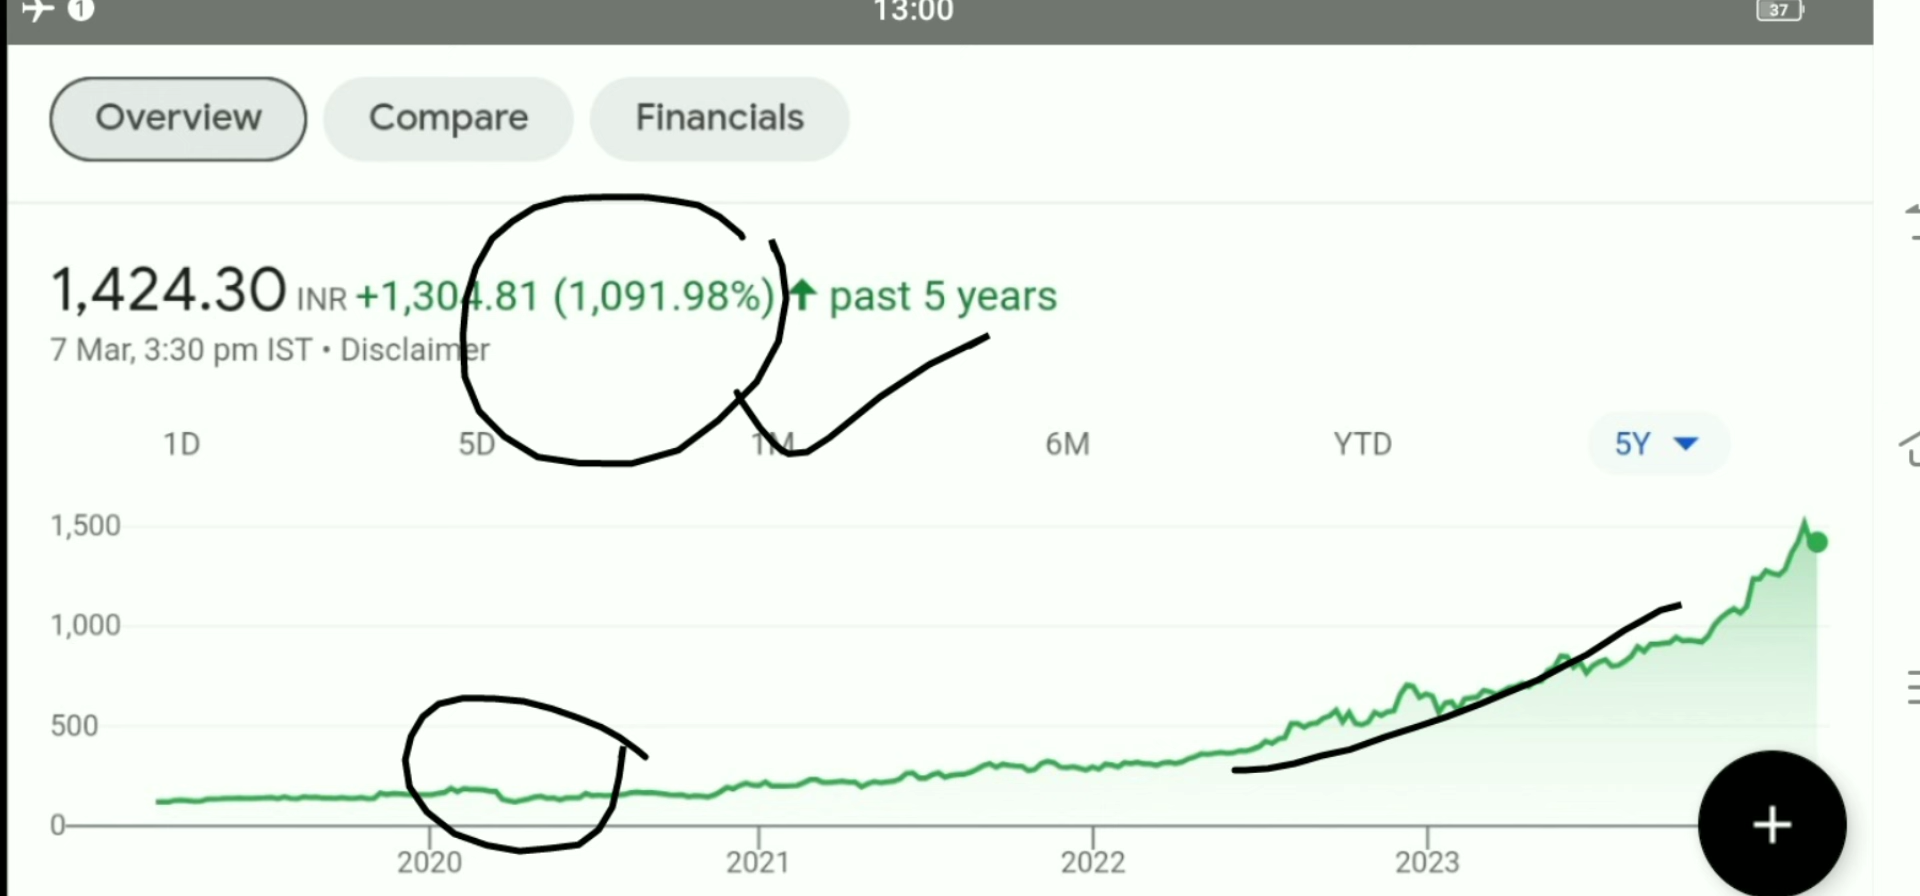 1 13:00 37
Overview Compare Financials
1,424.30 INR +1,304.81 (1,091.98%) ↑ past 5 years
7 Mar, 3:30 pm IST • Disclaimer
1D 5D 1M 6M YTD 5Y
1,500
1,000
500
0
2020 2021 2022 2023
+